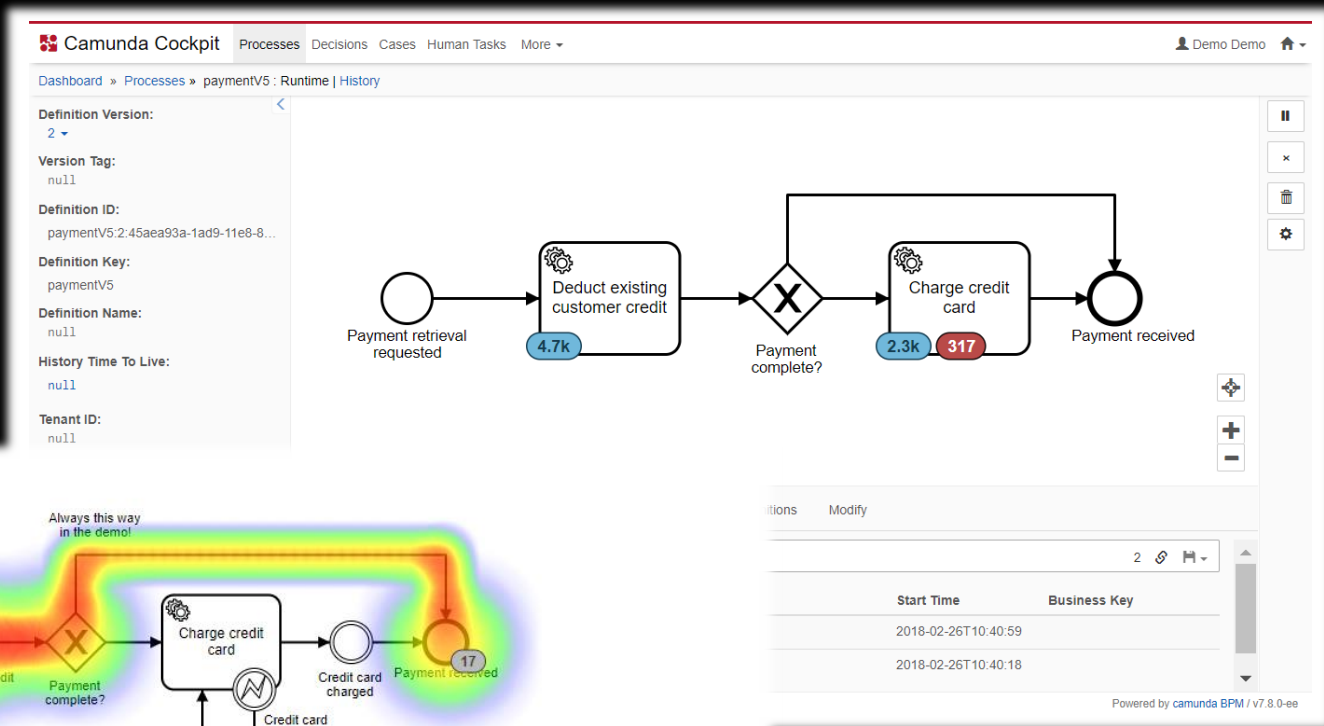 Camunda Cockpit Processes Decisions Cases Human Tasks More Demo Demo
Dashboard » Processes » paymentV5 : Runtime | History
Definition Version:
2
Version Tag:
null
Definition ID:
paymentV5:2:45aea93a-1ad9-11e8-8...
Definition Key:
paymentV5
Definition Name:
null
History Time To Live:
null
Tenant ID:
null
Payment retrieval
requested
Deduct existing
customer credit
4.7k
X
Payment
complete?
Charge credit
card
2.3k 317
Payment received
Always this way
in the demo!
dit
X
Payment
complete?
Charge credit
card
Credit card
Credit card
charged
17
Payment received
itions Modify
2
Start Time Business Key
2018-02-26T10:40:59
2018-02-26T10:40:18
Powered by camunda BPM / v7.8.0-ee